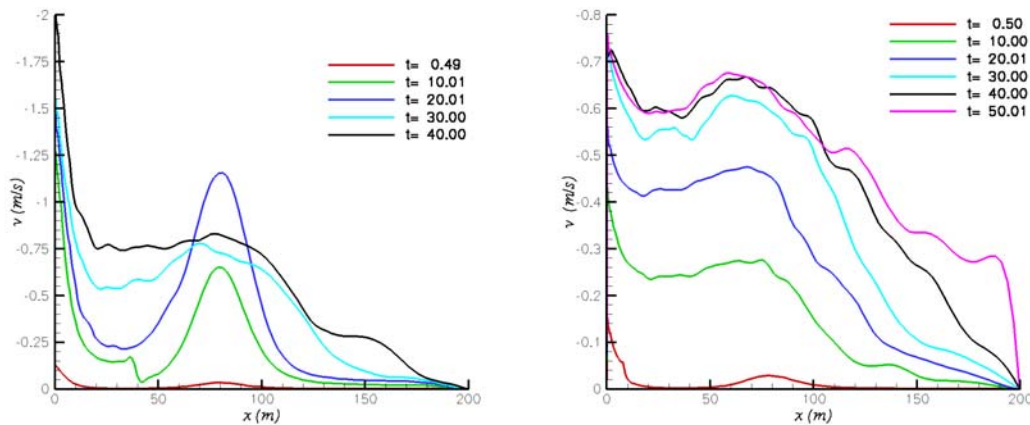 -2
-1.75
-1.5
-1.25
-1
-0.75
-0.5
-0.25
0
0
50
100
150
200
v (m/s)
x (m)
t= 0.49
t= 10.01
t= 20.01
t= 30.00
t= 40.00
-0.8
-0.7
-0.6
-0.5
-0.4
-0.3
-0.2
-0.1
0
0
50
100
150
200
v (m/s)
x (m)
t= 0.50
t= 10.00
t= 20.01
t= 30.00
t= 40.00
t= 50.01